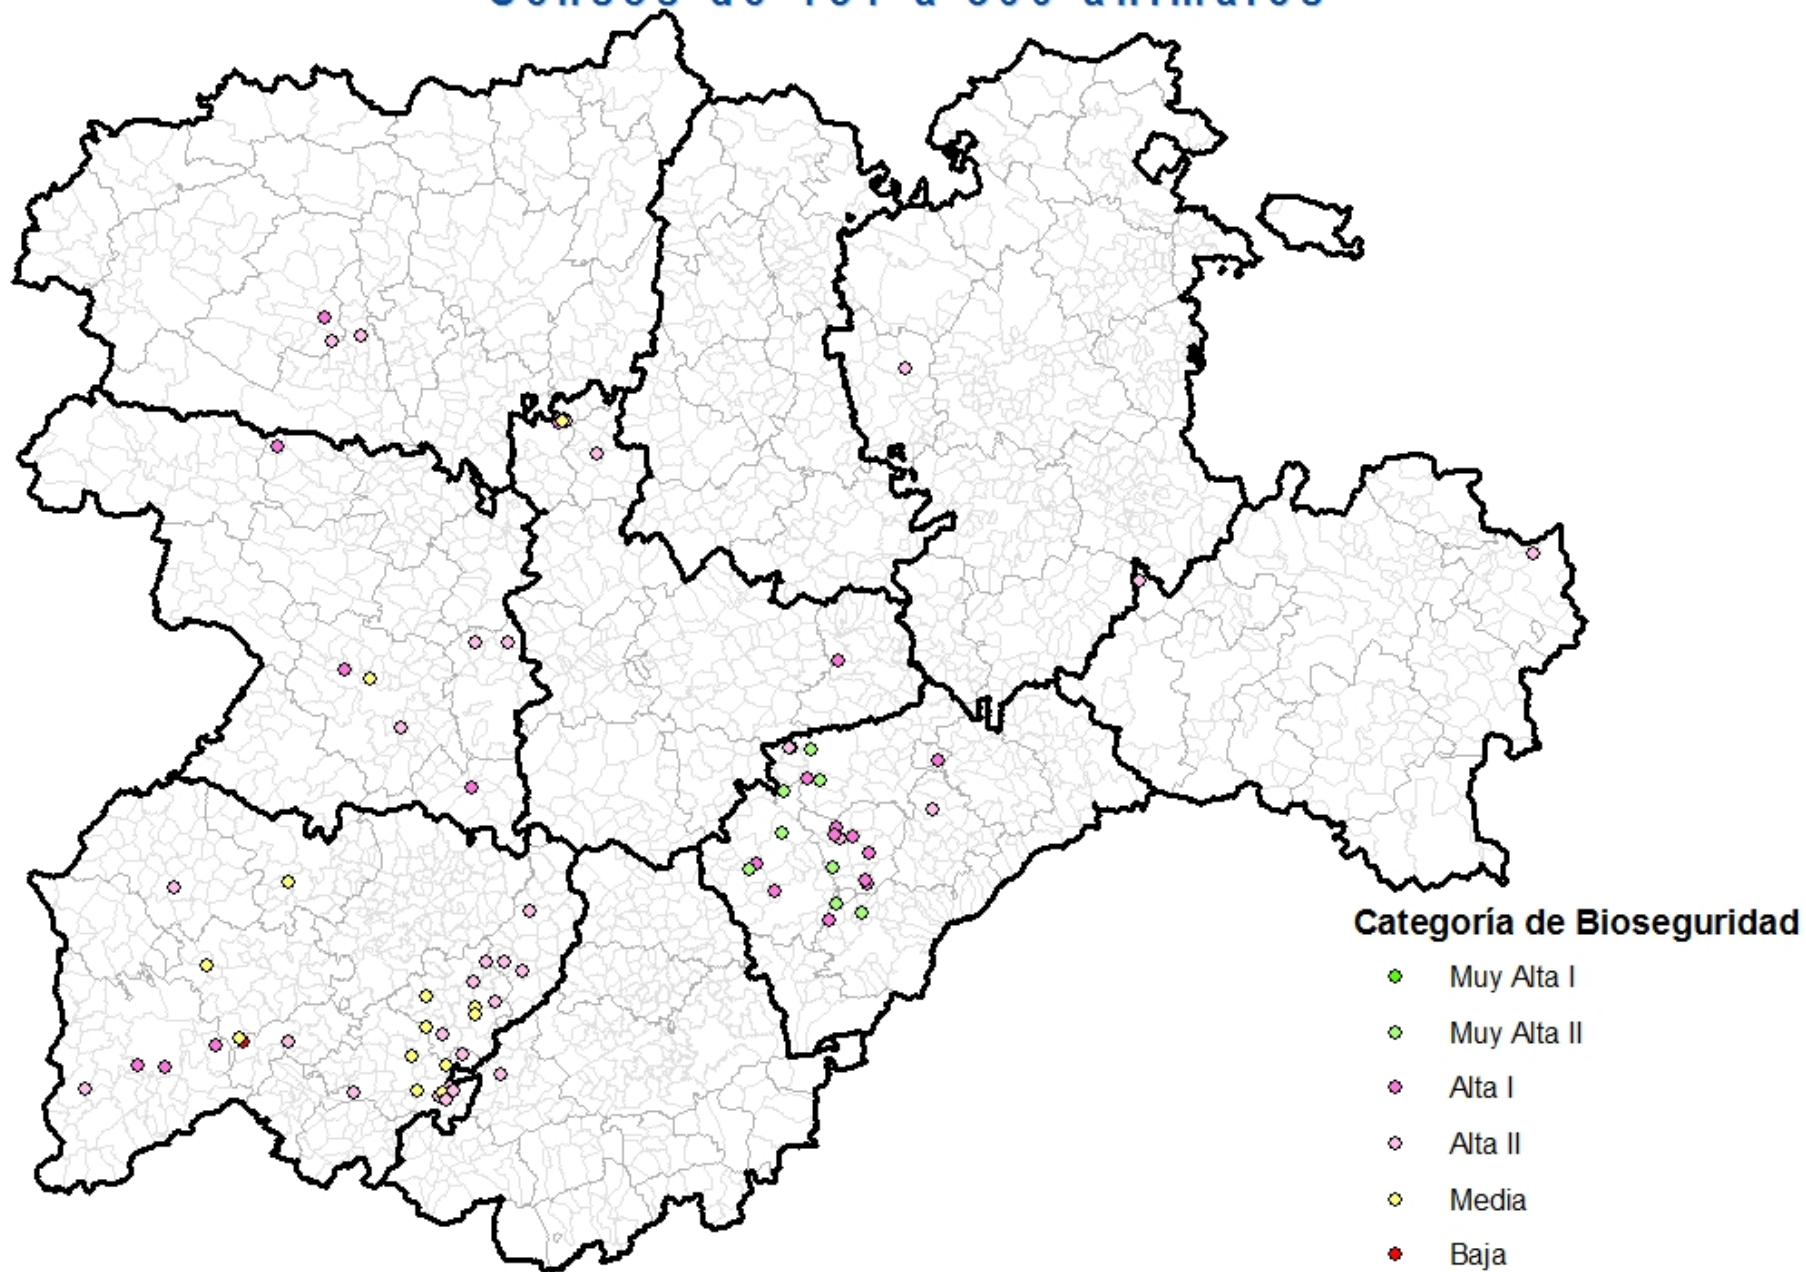 Categoría de Bioseguridad
Muy Alta I
Muy Alta II
Alta I
Alta II
Media
Baja